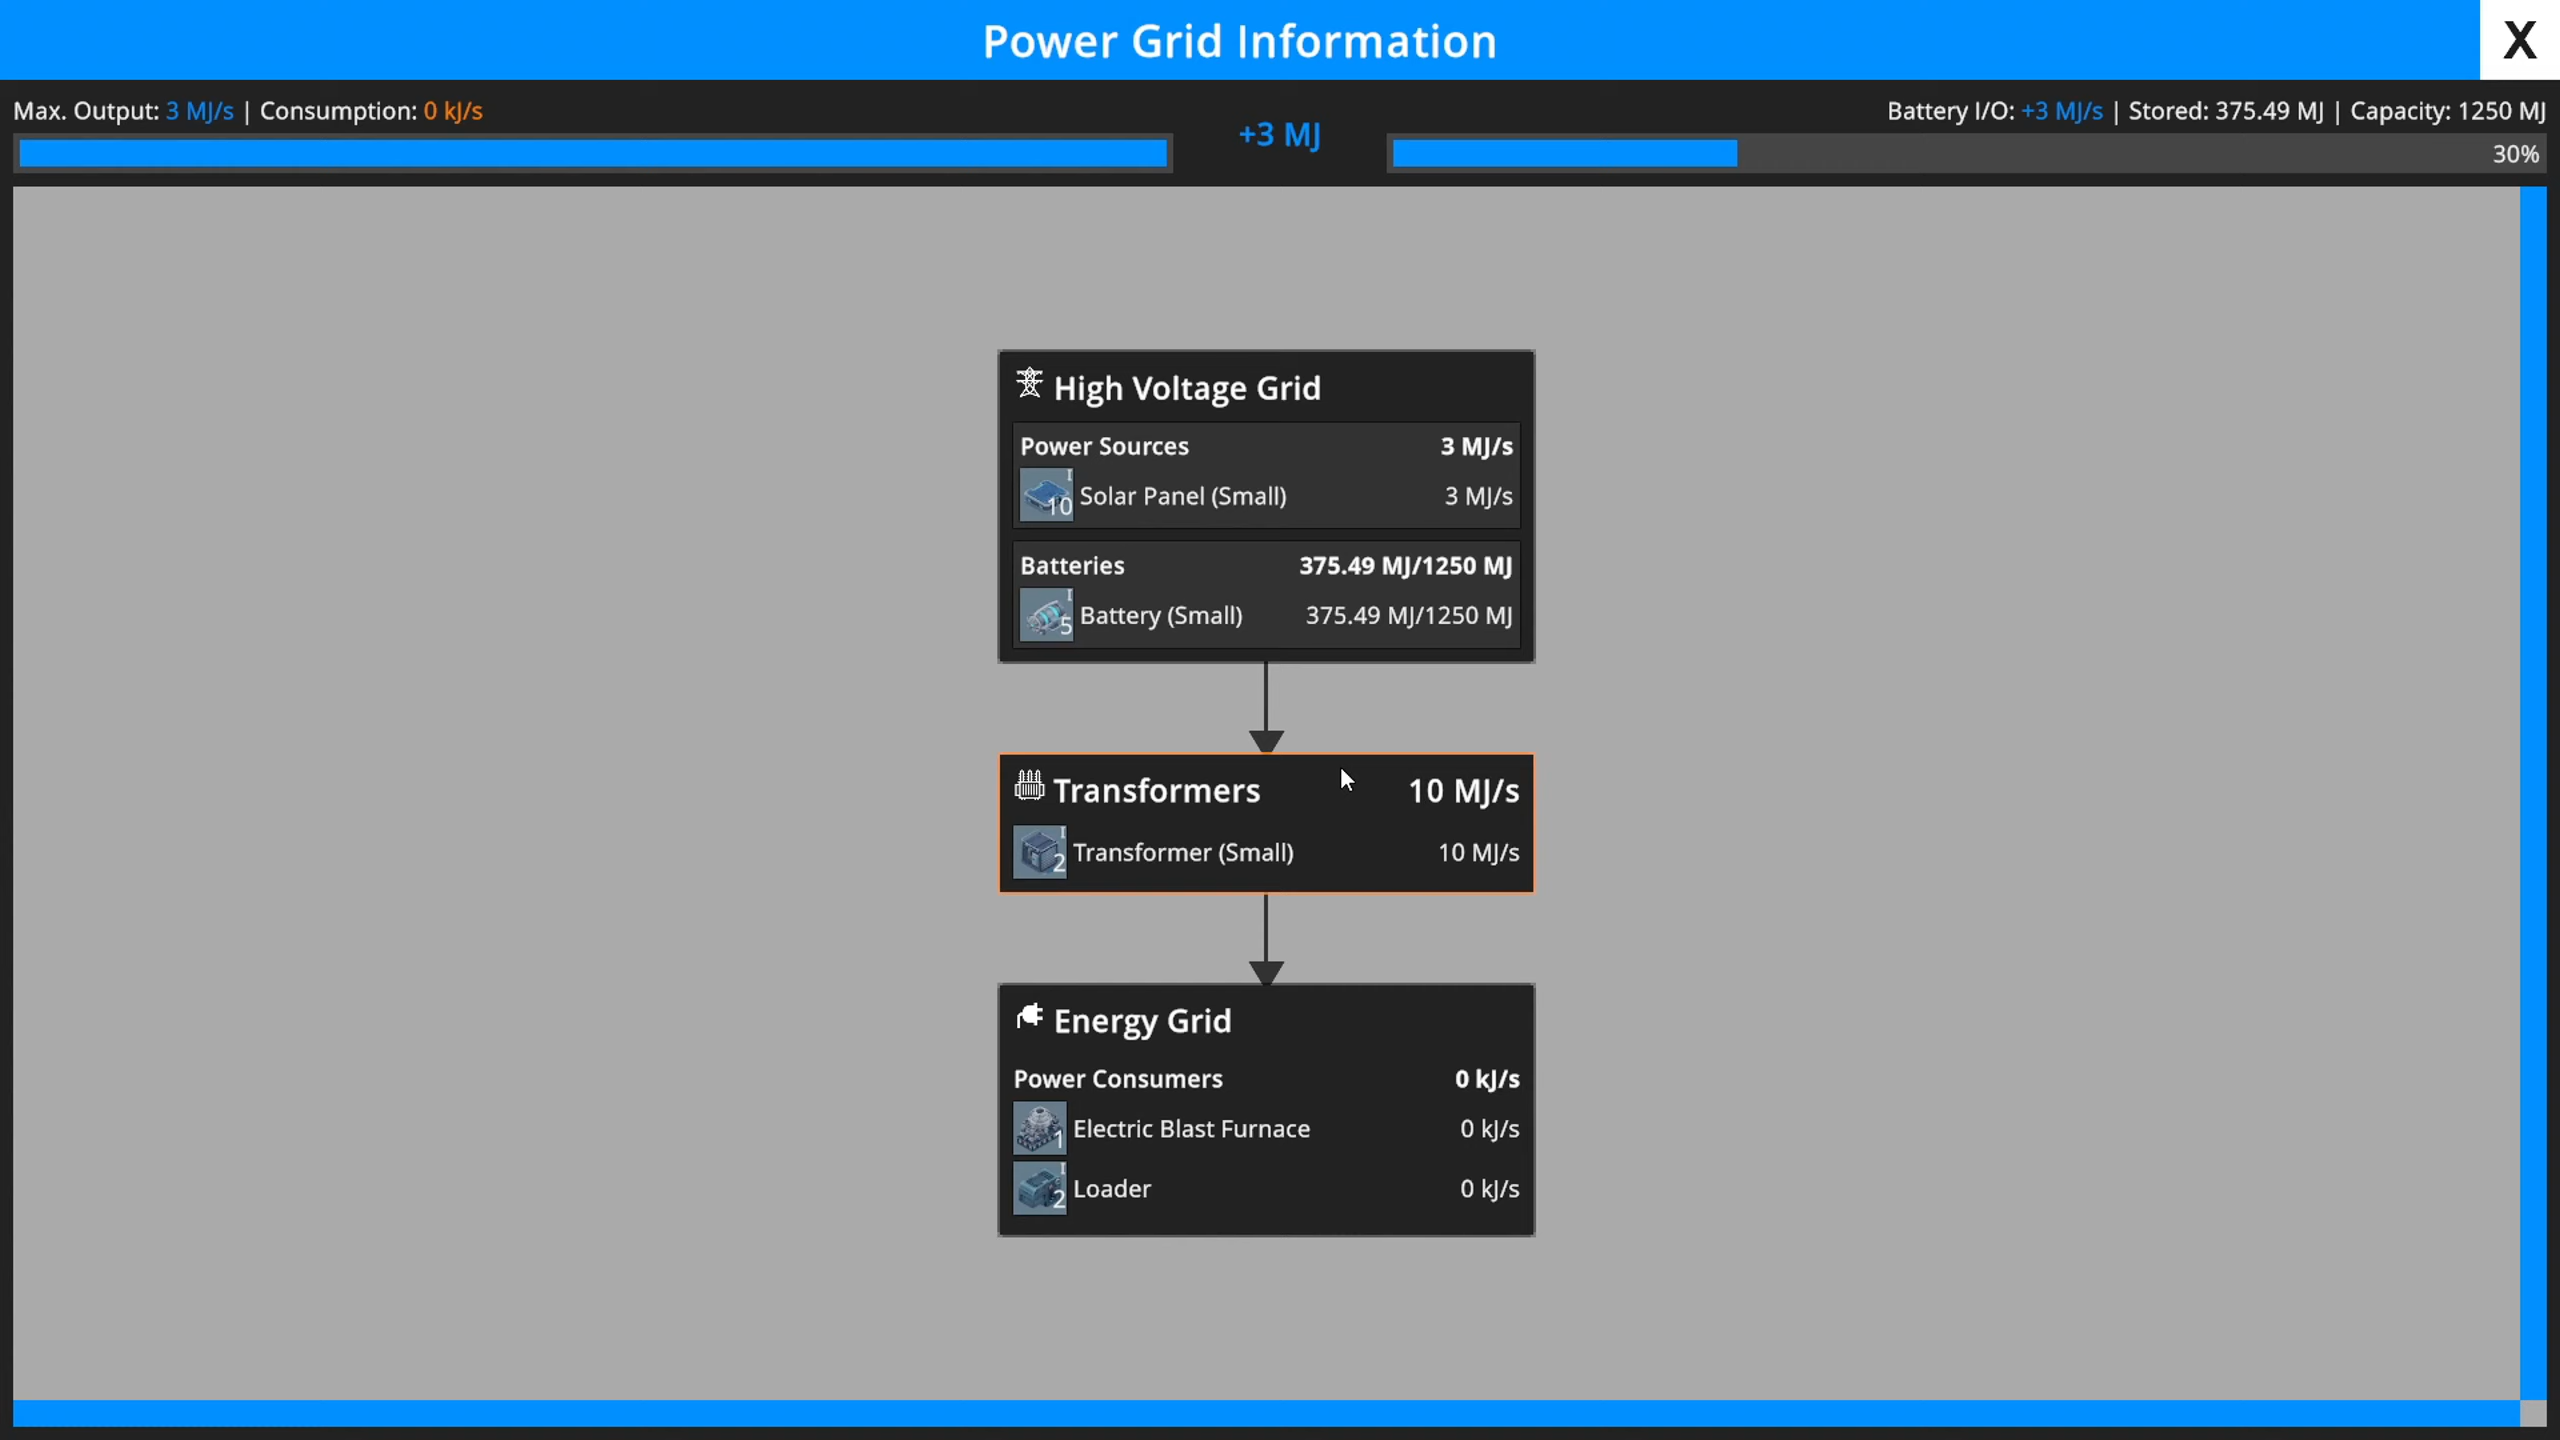 Power Grid Information
X
Max. Output: 3 MJ/s | Consumption: 0 kJ/s
+3 MJ
Battery I/O: +3 MJ/s | Stored: 375.49 MJ | Capacity: 1250 MJ
30%
High Voltage Grid
Power Sources 3 MJ/s
I
10
Solar Panel (Small) 3 MJ/s
Batteries 375.49 MJ/1250 MJ
I
5
Battery (Small) 375.49 MJ/1250 MJ
Transformers 10 MJ/s
I
2
Transformer (Small) 10 MJ/s
Energy Grid
Power Consumers 0 kJ/s
1
Electric Blast Furnace 0 kJ/s
I
2
Loader 0 kJ/s